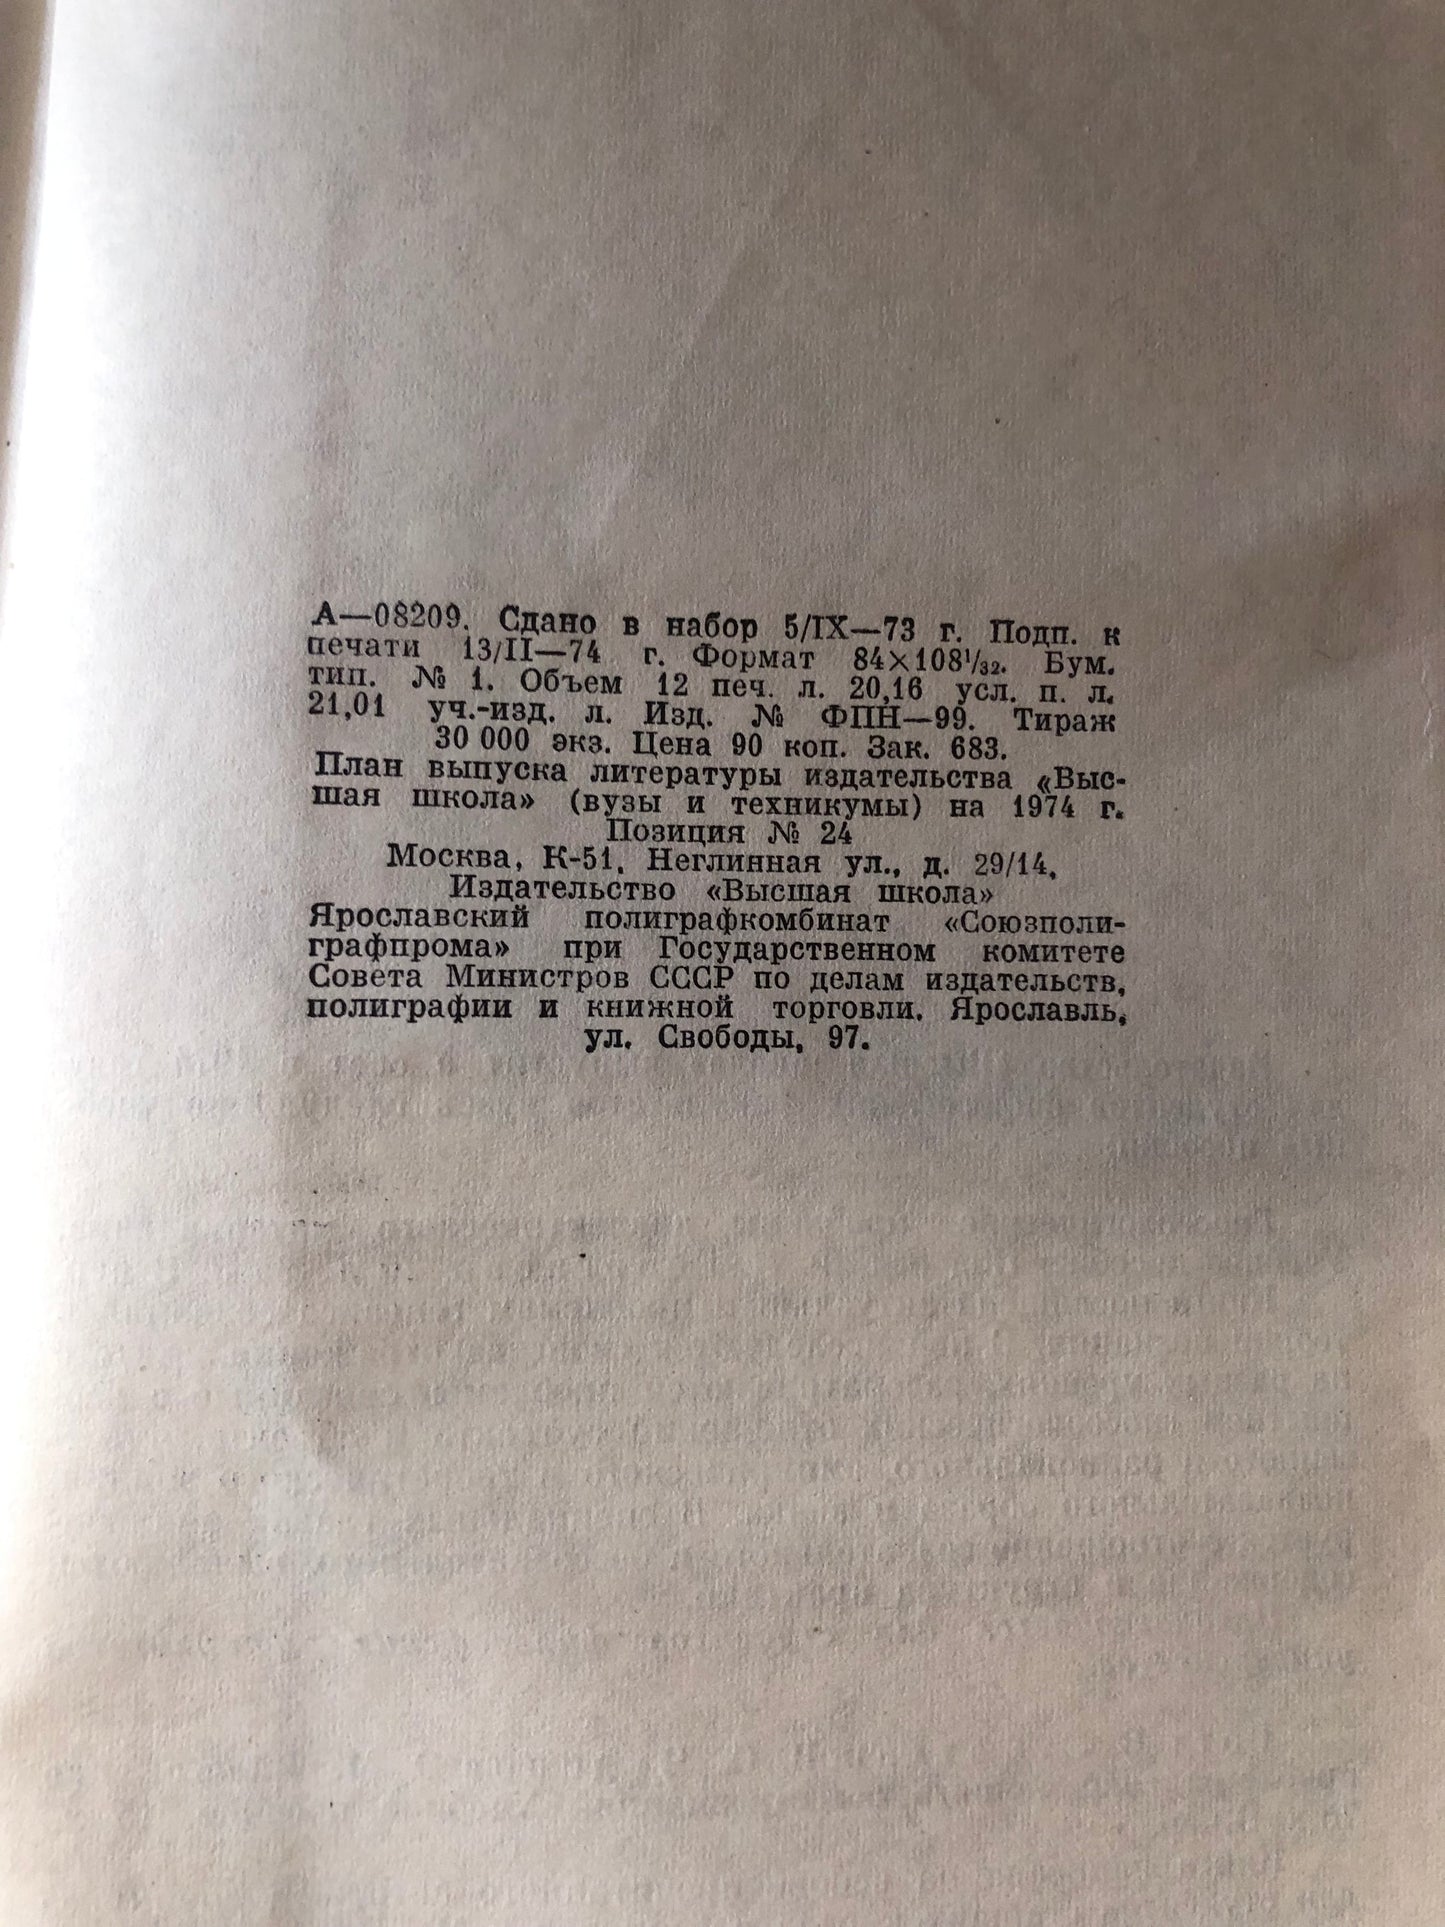 А—08209. Сдано в набор 5/IX—73 г. Подп. к
печати 13/II—74 г. Формат 84×108¹/₃₂. Бум.
тип. № 1. Объем 12 печ. л. 20,16 усл. п. л.
21,01 уч.-изд. л. Изд. № ФПН—99. Тираж
30 000 экз. Цена 90 коп. Зак. 683.
План выпуска литературы издательства «Выс-
шая школа» (вузы и техникумы) на 1974 г.
Позиция № 24
Москва, К-51, Неглинная ул., д. 29/14,
Издательство «Высшая школа»
Ярославский полиграфкомбинат «Союзполи-
графпрома» при Государственном комитете
Совета Министров СССР по делам издательств,
полиграфии и книжной торговли. Ярославль,
ул. Свободы, 97.